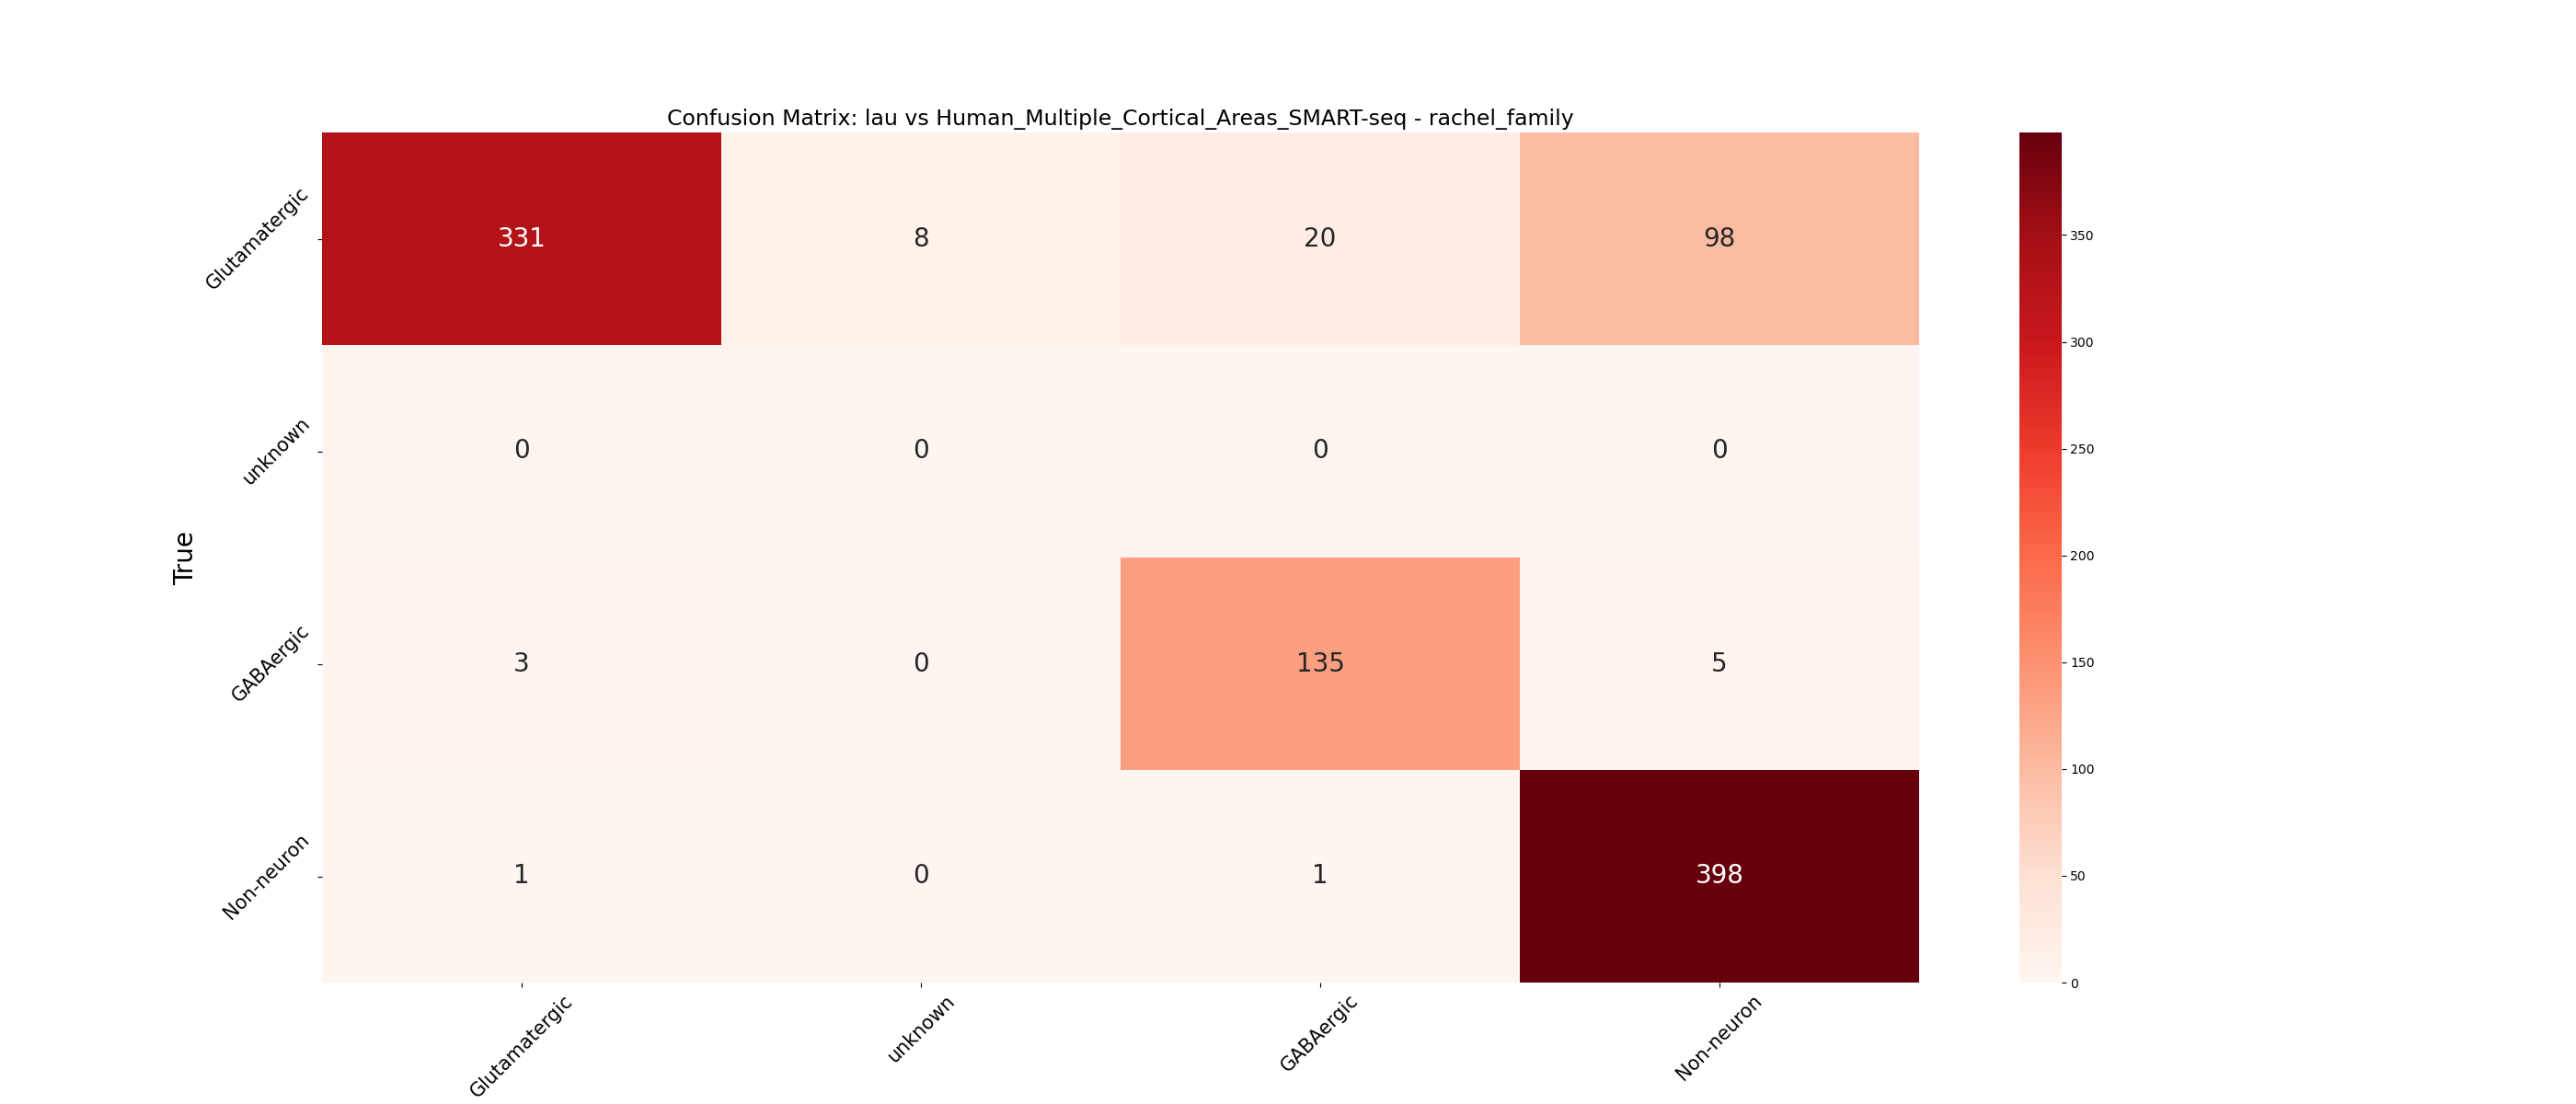 Confusion Matrix: lau vs Human_Multiple_Cortical_Areas_SMART-seq - rachel_family
True
Glutamatergic
331 8 20 98
unknown
0 0 0 0
GABAergic
3 0 135 5
Non-neuron
1 0 1 398
Glutamatergic unknown GABAergic Non-neuron
350
300
250
200
150
100
50
0